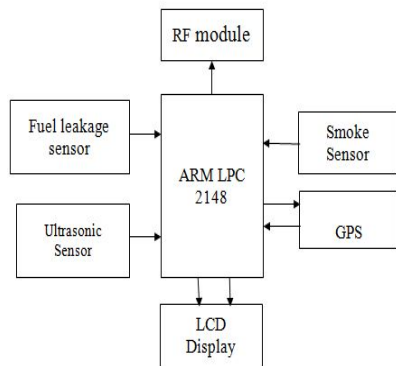 RF module
Fuel leakage
sensor
ARM LPC
2148
Smoke
Sensor
Ultrasonic
Sensor
GPS
LCD
Display